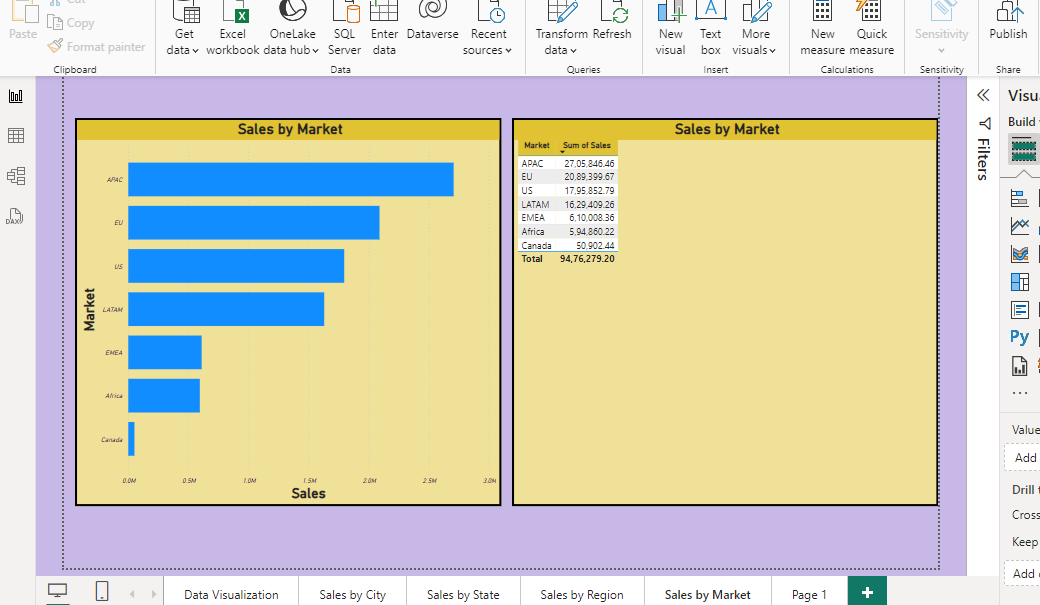 Cut
Paste
Copy
Format painter
Clipboard
Get data
Excel workbook
OneLake data hub
SQL Server
Enter data
Dataverse
Recent sources
Data
Transform data
Refresh
Queries
New visual
Text box
More visuals
Insert
New measure
Quick measure
Calculations
Sensitivity
Sensitivity
Publish
Share
Sales by Market
Market
APAC
EU
US
LATAM
EMEA
Africa
Canada
0.0M 0.5M 1.0M 1.5M 2.0M 2.5M 3.0M
Sales
Sales by Market
Market Sum of Sales
APAC 27,05,846.46
EU 20,89,399.67
US 17,95,852.79
LATAM 16,29,409.26
EMEA 6,10,008.36
Africa 5,94,860.22
Canada 50,902.44
Total 94,76,279.20
Filters
Visu
Build
Py
...
Value
Add
Drill t
Cross
Keep
Add
DAX
Data Visualization
Sales by City
Sales by State
Sales by Region
Sales by Market
Page 1
+